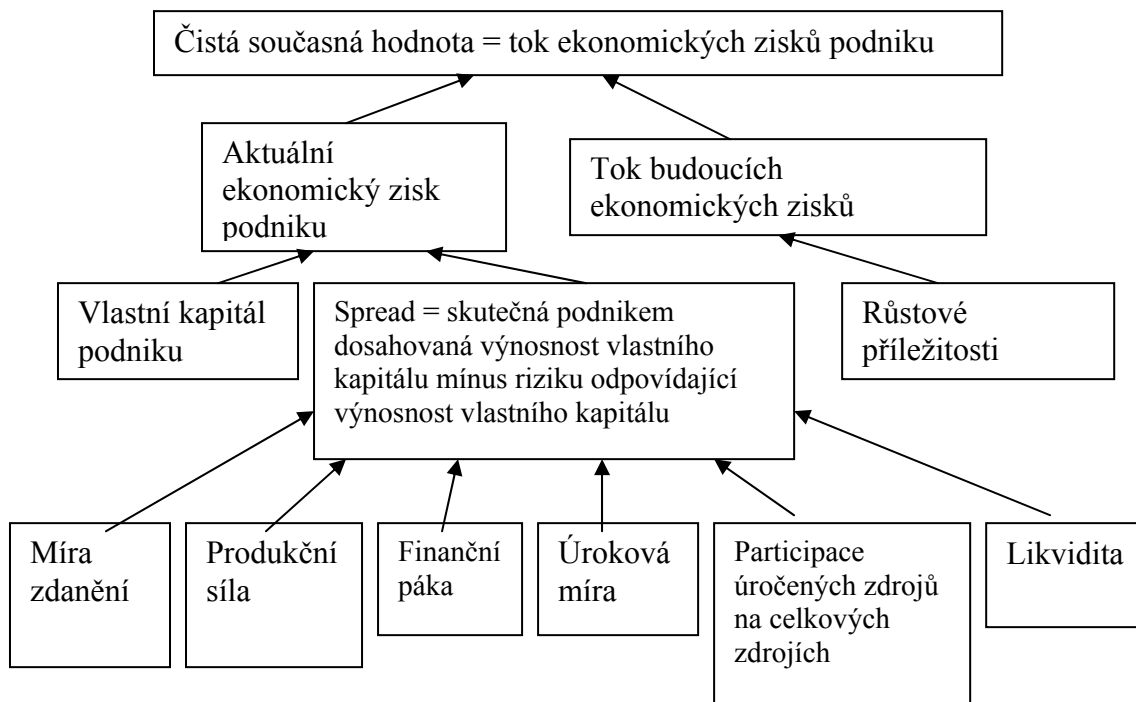 Čistá současná hodnota = tok ekonomických zisků podniku
Aktuální
ekonomický zisk
podniku
Tok budoucích
ekonomických zisků
Vlastní kapitál
podniku
Spread = skutečná podnikem
dosahovaná výnosnost vlastního
kapitálu mínus riziku odpovídající
výnosnost vlastního kapitálu
Růstové
příležitosti
Míra
zdanění
Produkční
síla
Finanční
páka
Úroková
míra
Participace
úročených zdrojů
na celkových
zdrojích
Likvidita